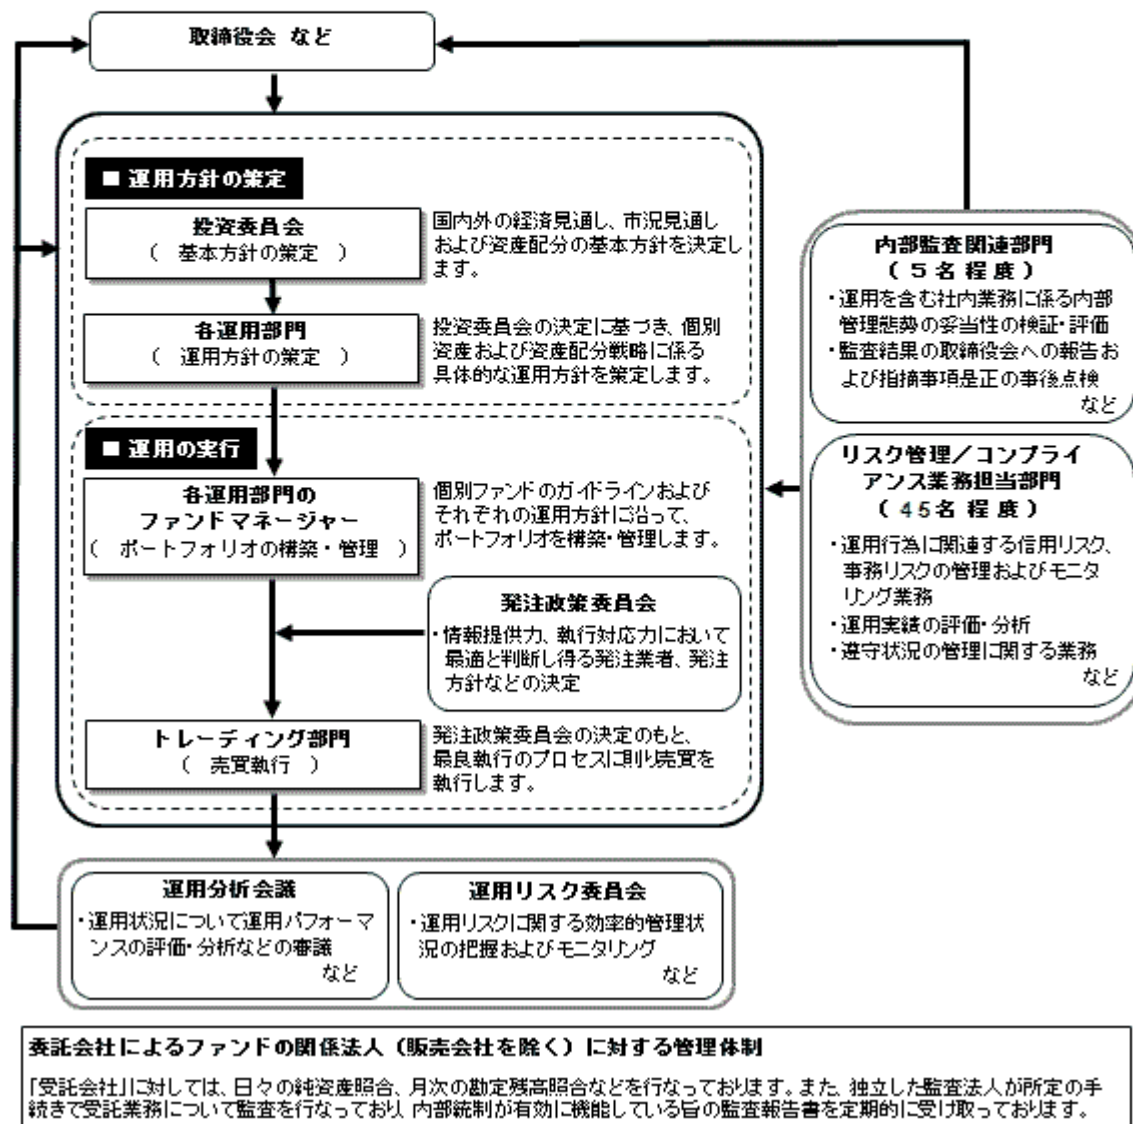 取締役会 など
■ 運用方針の策定
投資委員会
( 基本方針の策定 )
国内外の経済見通し、市況見通し
および資産配分の基本方針を決定し
ます。
各運用部門
( 運用方針の策定 )
投資委員会の決定に基づき、個別
資産および資産配分戦略に係る
具体的な運用方針を策定します。
■ 運用の実行
各運用部門の
ファンドマネージャー
( ポートフォリオの構築・管理 )
個別ファンドのガイドラインおよび
それぞれの運用方針に沿って、
ポートフォリオを構築・管理します。
発注政策委員会
・情報提供力、執行対応力において
最適と判断し得る発注業者、発注
方針などの決定
トレーディング部門
( 売買執行 )
発注政策委員会の決定のもと、
最良執行のプロセスに則り売買を
執行します。
内部監査関連部門
(5名程度)
・運用を含む社内業務に係る内部
管理態勢の妥当性の検証・評価
・監査結果の取締役会への報告お
よび指摘事項是正の事後点検
など
リスク管理/コンプライ
アンス業務担当部門
(45名程度)
・運用行為に関連する信用リスク、
事務リスクの管理およびモニタ
リング業務
・運用実績の評価・分析
・遵守状況の管理に関する業務
など
運用分析会議
・運用状況について運用パフォーマ
ンスの評価・分析などの審議
など
運用リスク委員会
・運用リスクに関する効率的管理状
況の把握およびモニタリング
など
委託会社によるファンドの関係法人(販売会社を除く)に対する管理体制
「受託会社」に対しては、日々の純資産照合、月次の勘定残高照合などを行なっております。また、独立した監査法人が所定の手
続きで受託業務について監査を行なっており、内部統制が有効に機能している旨の監査報告書を定期的に受け取っております。